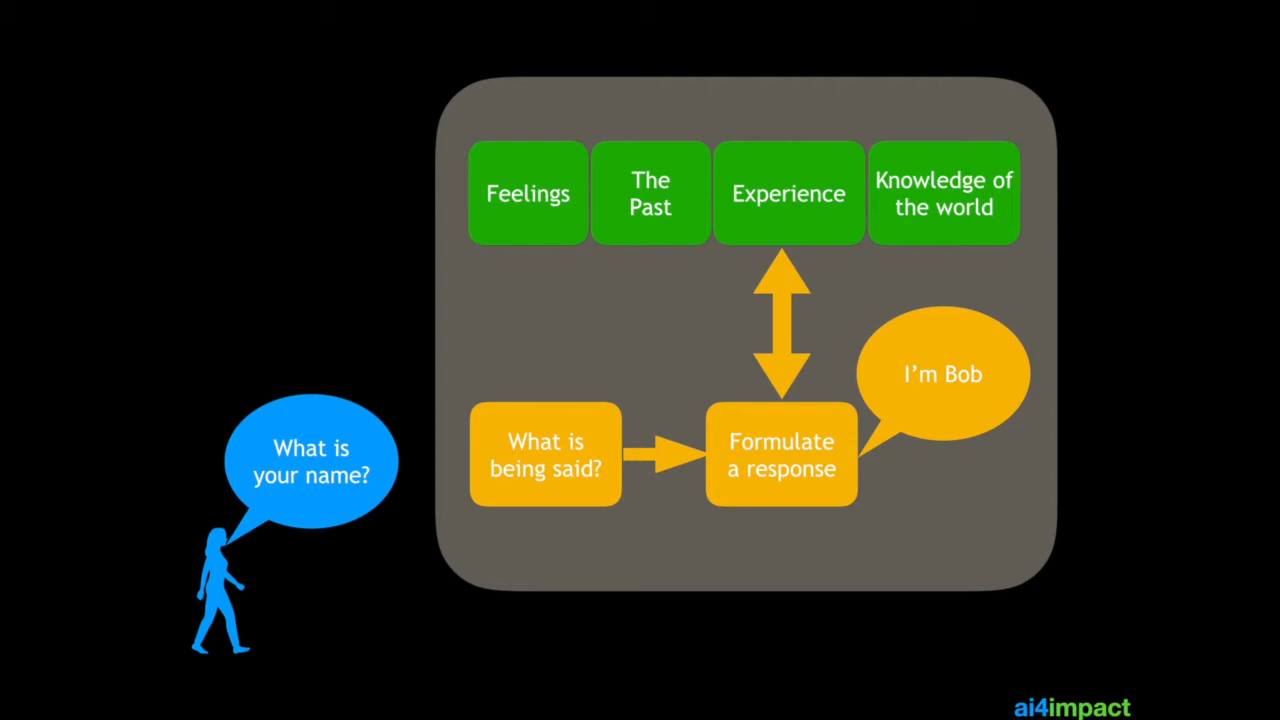 Feelings
The
Past
Experience
Knowledge of
the world
I'm Bob
What is
your name?
What is
being said?
Formulate
a response
ai4impact